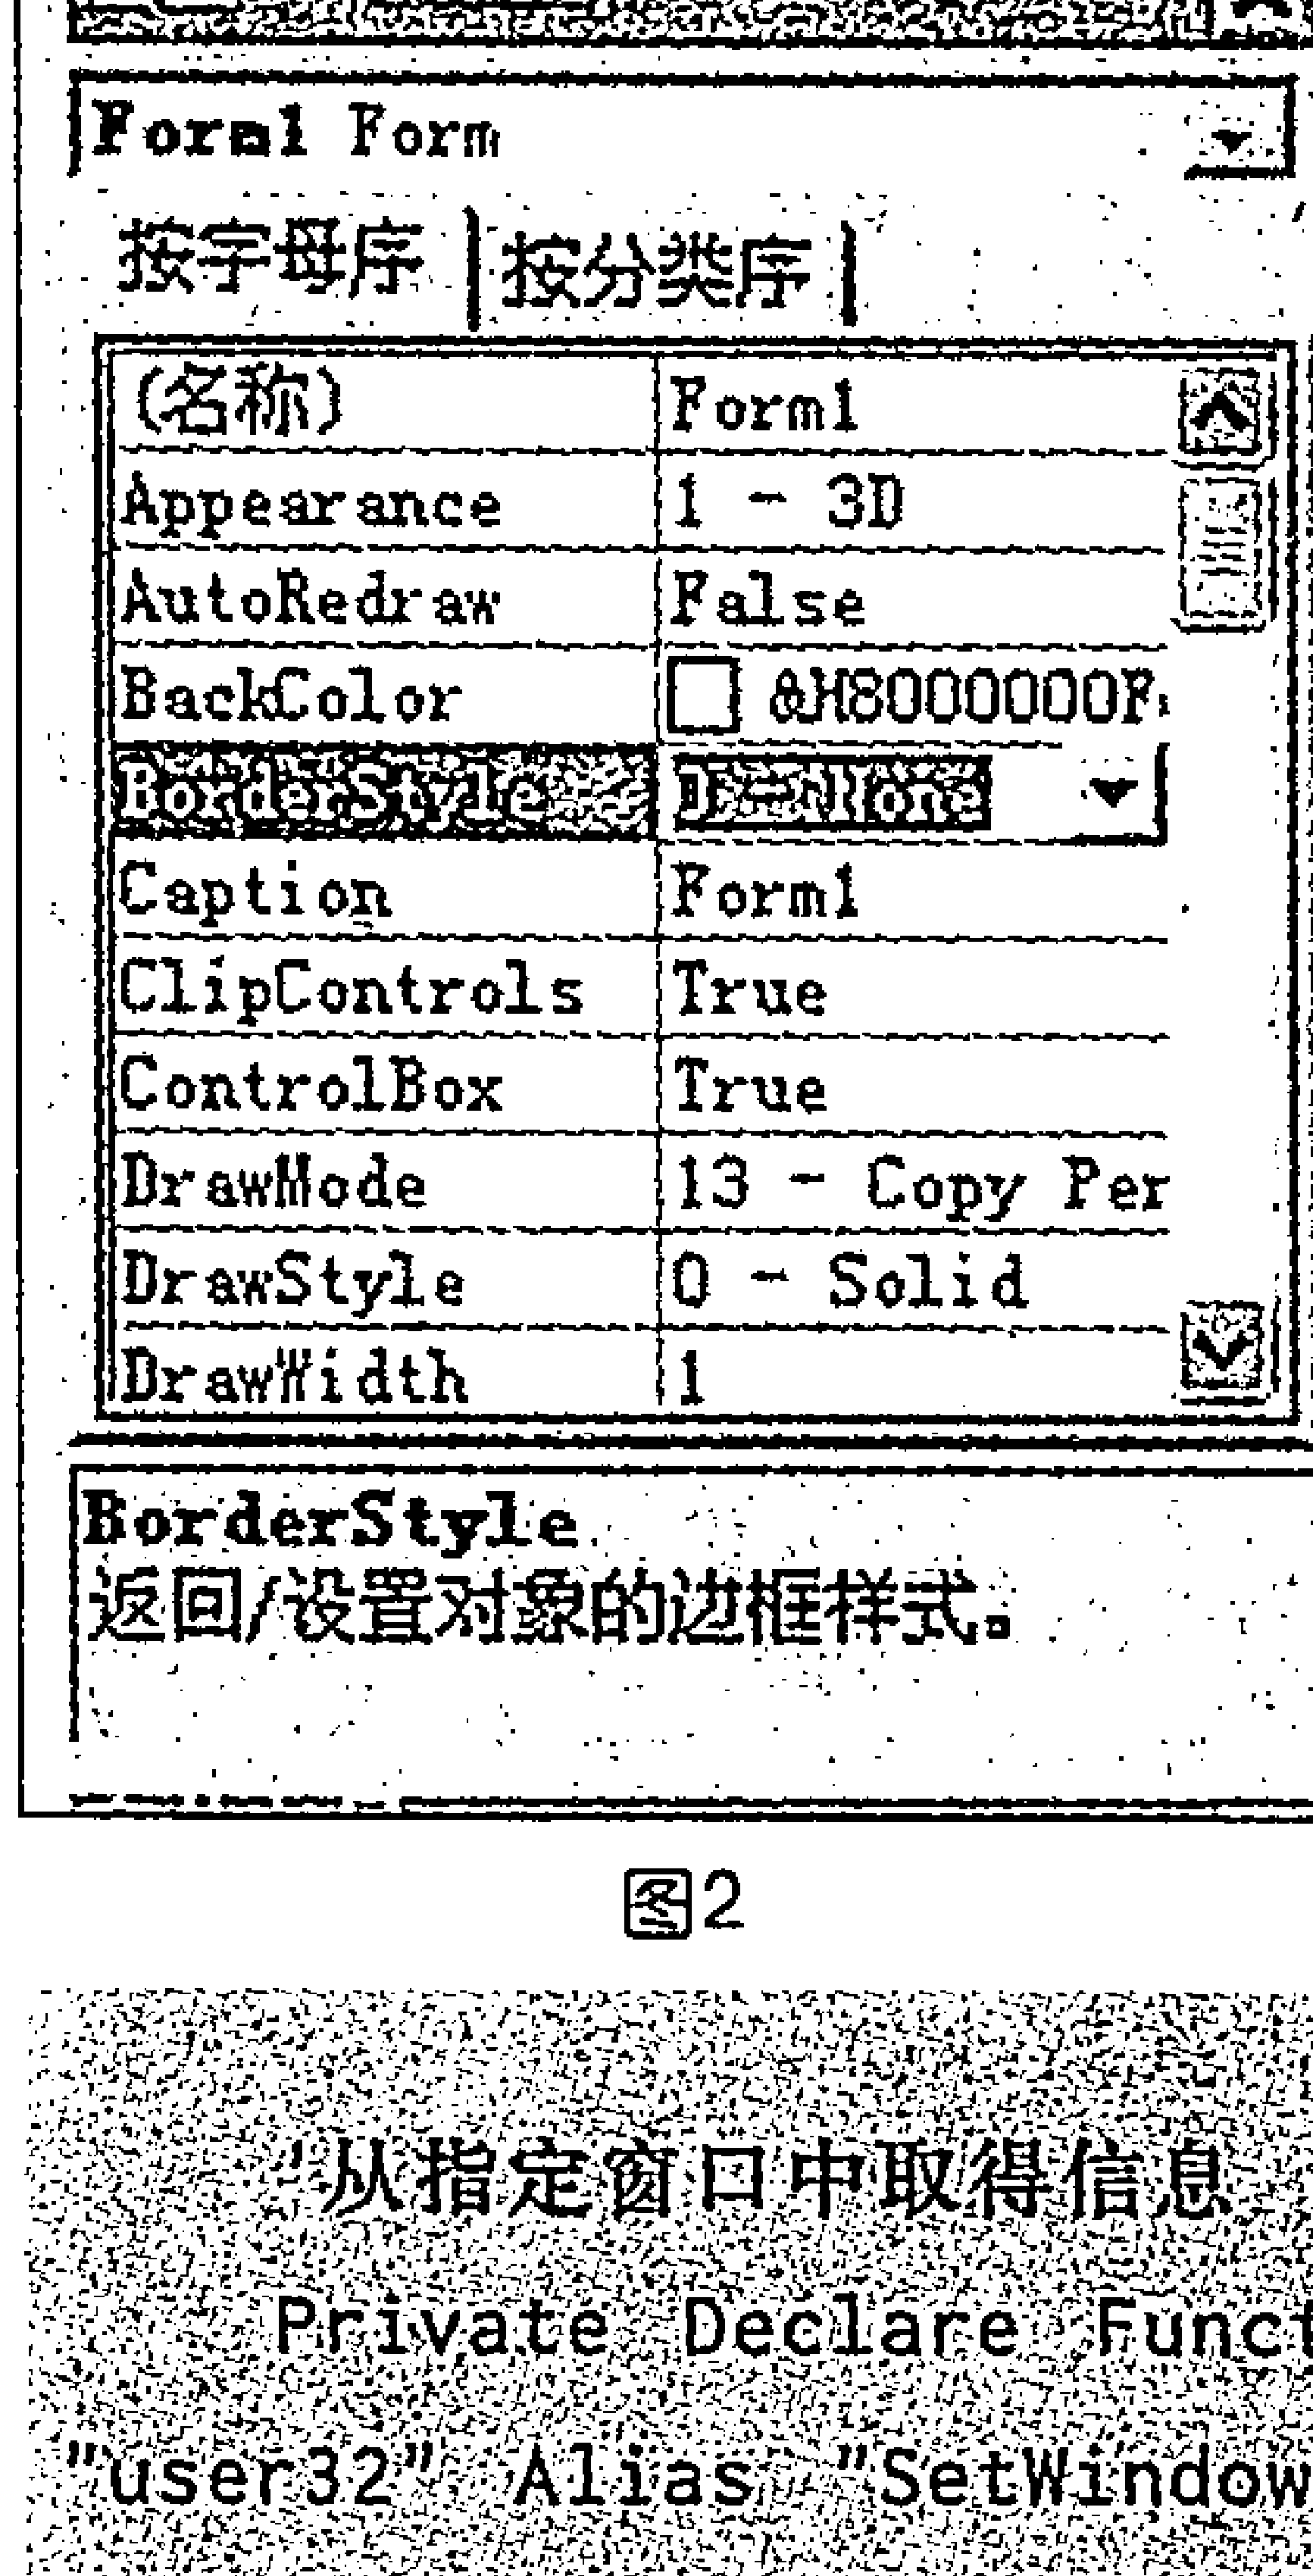 Form1 Form
按字母序 按分类序
(名称) Form1
Appearance 1 - 3D
AutoRedraw False
BackColor &H8000000F
BorderStyle 0 - None
Caption Form1
ClipControls True
ControlBox True
DrawMode 13 - Copy Per
DrawStyle 0 - Solid
DrawWidth 1
BorderStyle
返回/设置对象的边框样式。
图2
'从指定窗口中取得信息
Private Declare Funct
"user32" Alias "SetWindow